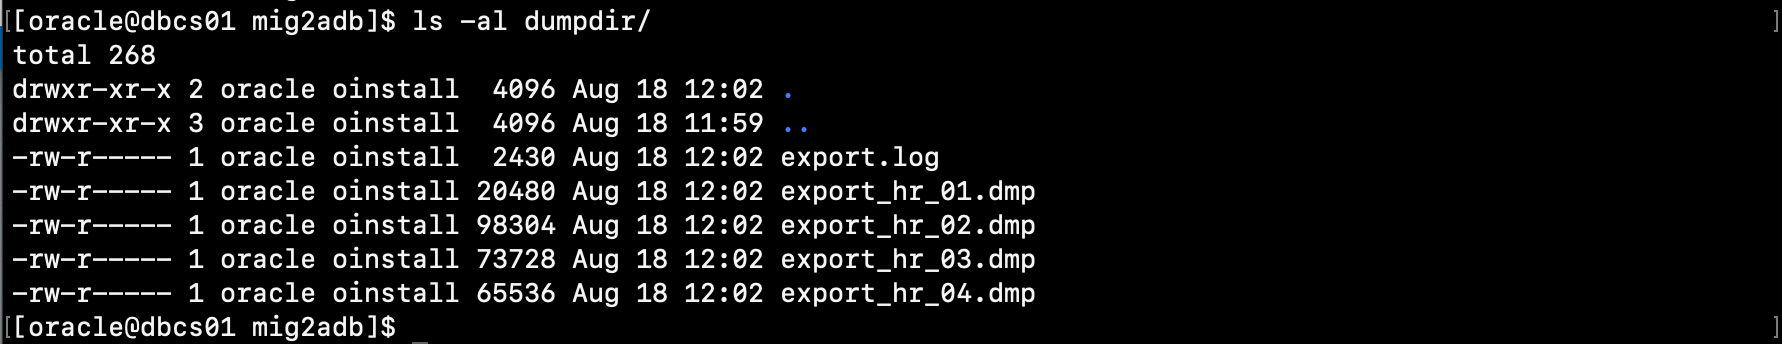 [[oracle@dbcs01 mig2adb]$ ls -al dumpdir/ ]
total 268
drwxr-xr-x 2 oracle oinstall  4096 Aug 18 12:02 .
drwxr-xr-x 3 oracle oinstall  4096 Aug 18 11:59 ..
-rw-r----- 1 oracle oinstall  2430 Aug 18 12:02 export.log
-rw-r----- 1 oracle oinstall 20480 Aug 18 12:02 export_hr_01.dmp
-rw-r----- 1 oracle oinstall 98304 Aug 18 12:02 export_hr_02.dmp
-rw-r----- 1 oracle oinstall 73728 Aug 18 12:02 export_hr_03.dmp
-rw-r----- 1 oracle oinstall 65536 Aug 18 12:02 export_hr_04.dmp
[[oracle@dbcs01 mig2adb]$ ]